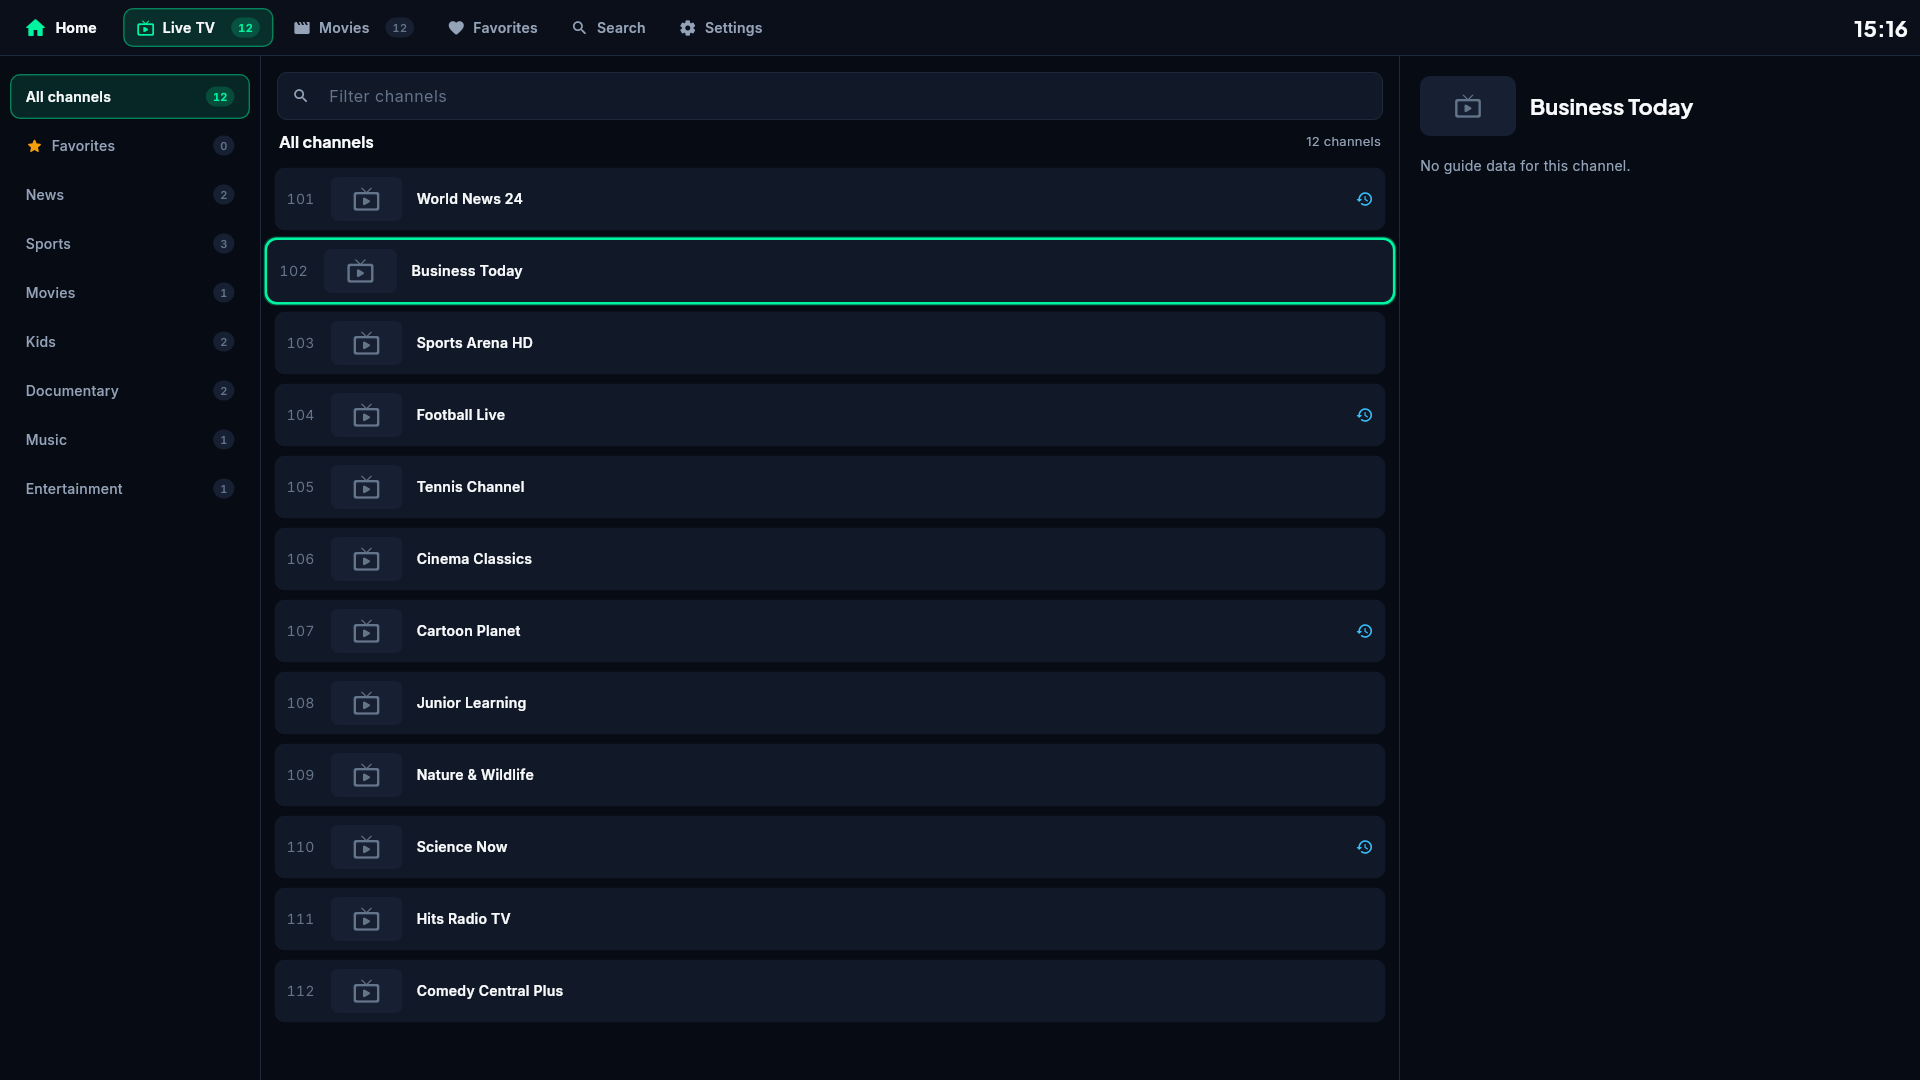 Home
Live TV 12
Movies 12
Favorites
Search
Settings
15:16
All channels 12
Favorites 0
News 2
Sports 3
Movies 1
Kids 2
Documentary 2
Music 1
Entertainment 1
Filter channels
All channels
12 channels
101 World News 24
102 Business Today
103 Sports Arena HD
104 Football Live
105 Tennis Channel
106 Cinema Classics
107 Cartoon Planet
108 Junior Learning
109 Nature & Wildlife
110 Science Now
111 Hits Radio TV
112 Comedy Central Plus
Business Today
No guide data for this channel.